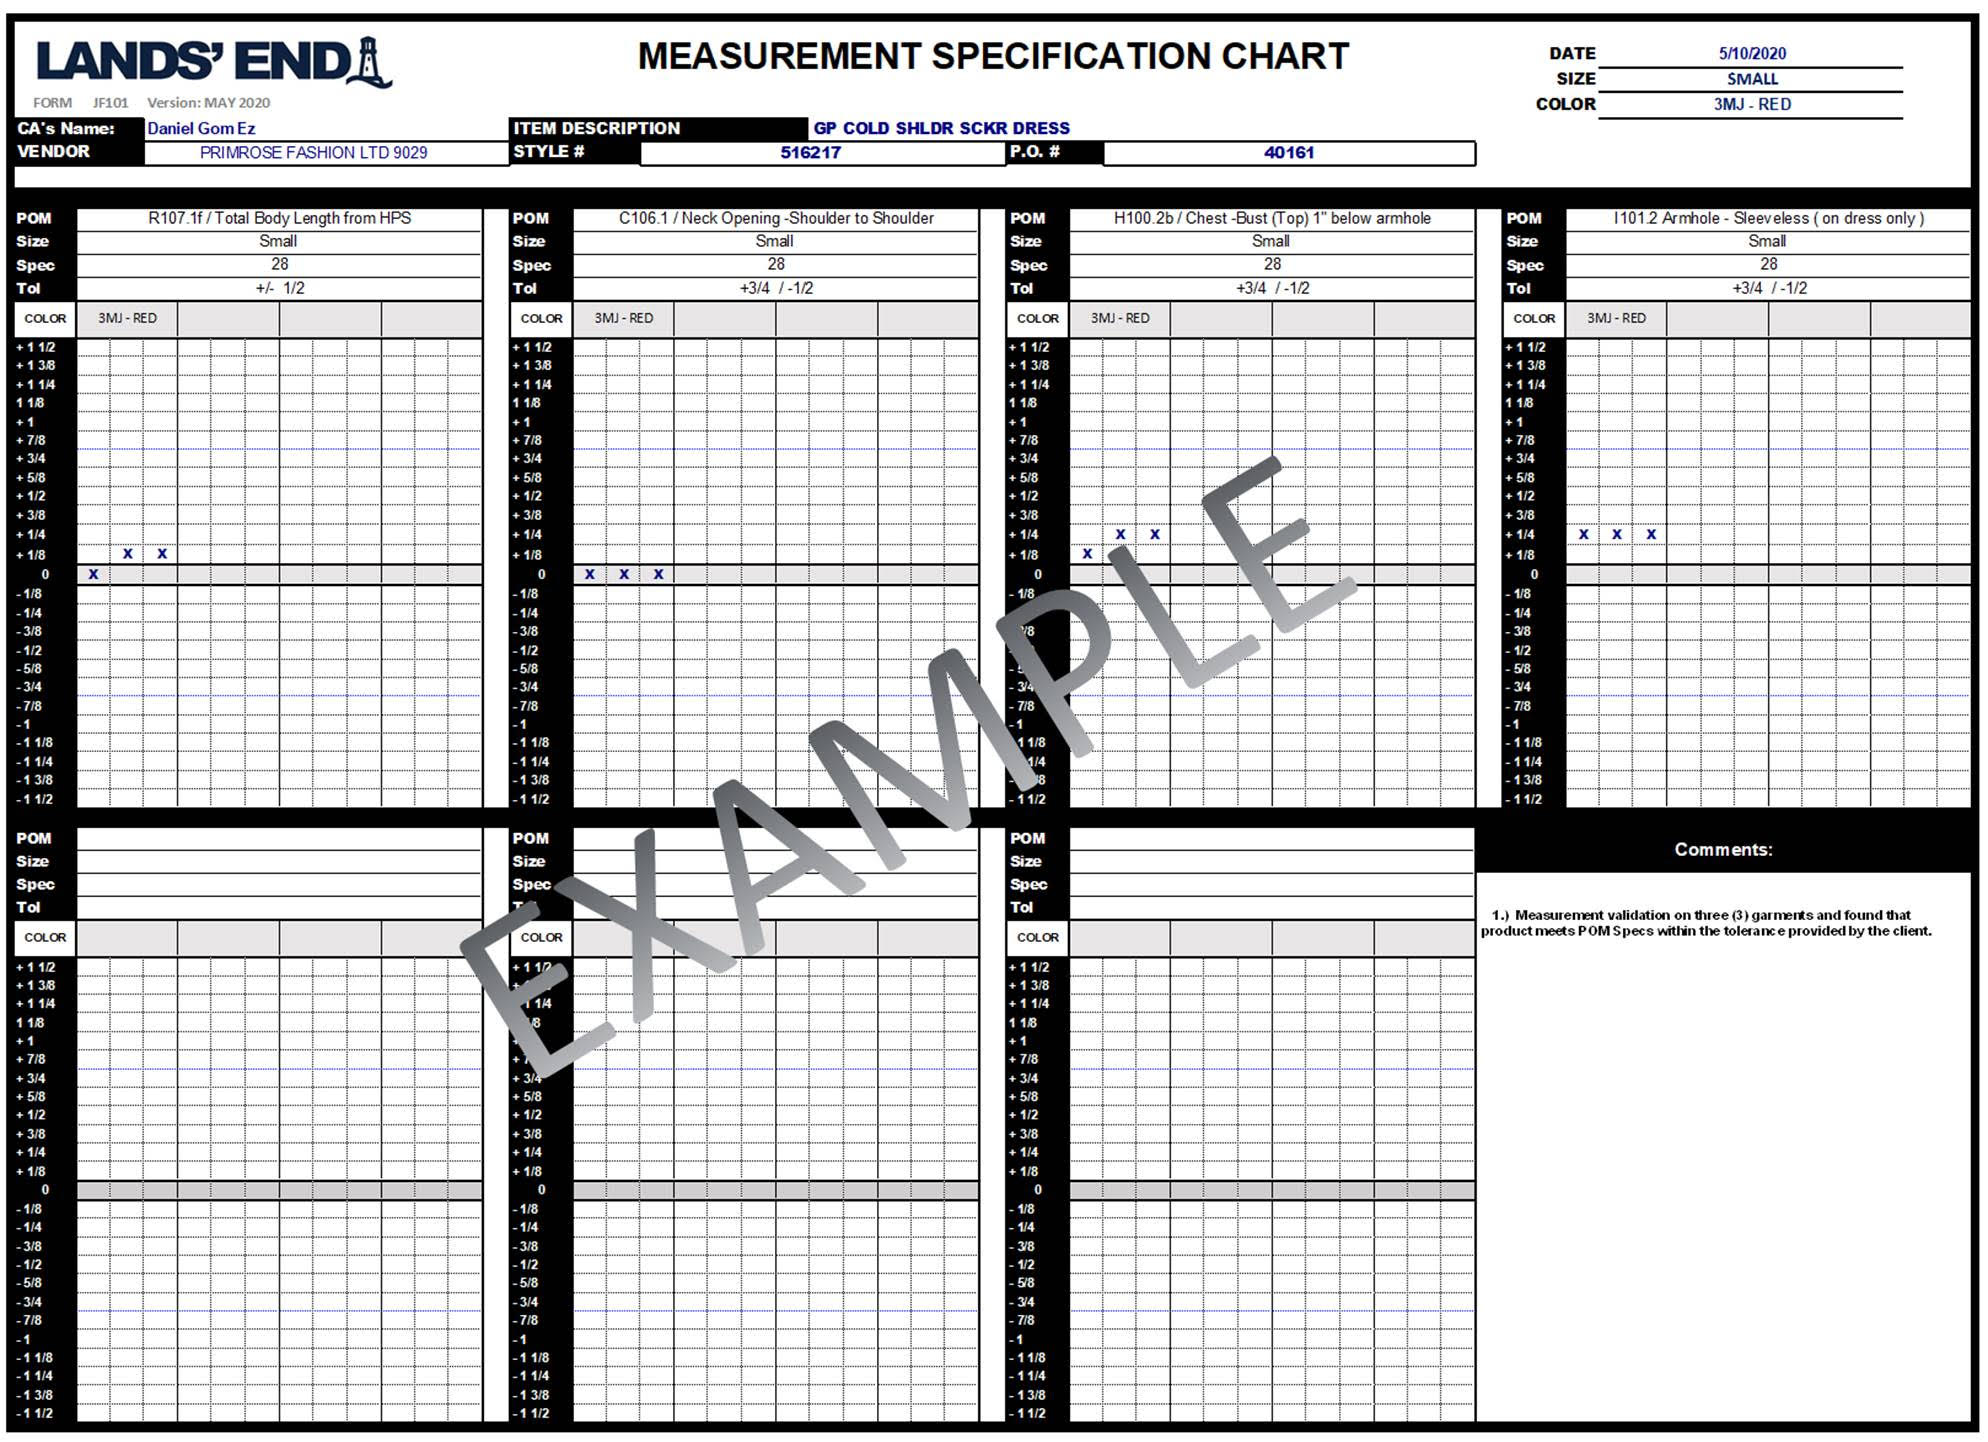 LANDS' END
MEASUREMENT SPECIFICATION CHART
DATE 5/10/2020
SIZE SMALL
COLOR 3MJ - RED
FORM JF101 Version: MAY 2020
CA's Name: Daniel Gom Ez ITEM DESCRIPTION GP COLD SHLDR SCKR DRESS
VENDOR PRIMROSE FASHION LTD 9029 STYLE # 516217 P.O. # 40161
POM R107.1f / Total Body Length from HPS
Size Small
Spec 28
Tol +/- 1/2
COLOR 3MJ - RED
+ 1 1/2
+ 1 3/8
+ 1 1/4
1 1/8
+ 1
+ 7/8
+ 3/4
+ 5/8
+ 1/2
+ 3/8
+ 1/4
+ 1/8 x x
0 x
- 1/8
- 1/4
- 3/8
- 1/2
- 5/8
- 3/4
- 7/8
- 1
- 1 1/8
- 1 1/4
- 1 3/8
- 1 1/2
POM C106.1 / Neck Opening -Shoulder to Shoulder
Size Small
Spec 28
Tol +3/4 / -1/2
COLOR 3MJ - RED
+ 1 1/2
+ 1 3/8
+ 1 1/4
1 1/8
+ 1
+ 7/8
+ 3/4
+ 5/8
+ 1/2
+ 3/8
+ 1/4
+ 1/8
0 x x x
- 1/8
- 1/4
- 3/8
- 1/2
- 5/8
- 3/4
- 7/8
- 1
- 1 1/8
- 1 1/4
- 1 3/8
- 1 1/2
POM H100.2b / Chest -Bust (Top) 1" below armhole
Size Small
Spec 28
Tol +3/4 / -1/2
COLOR 3MJ - RED
+ 1 1/2
+ 1 3/8
+ 1 1/4
1 1/8
+ 1
+ 7/8
+ 3/4
+ 5/8
+ 1/2
+ 3/8
+ 1/4 x x
+ 1/8 x
0
- 1/8
- 3/4
- 7/8
- 1
1 1/8
1/4
- 1 1/2
POM I101.2 Armhole - Sleeveless ( on dress only )
Size Small
Spec 28
Tol +3/4 / -1/2
COLOR 3MJ - RED
+ 1 1/2
+ 1 3/8
+ 1 1/4
1 1/8
+ 1
+ 7/8
+ 3/4
+ 5/8
+ 1/2
+ 3/8
+ 1/4 x x x
+ 1/8
0
- 1/8
- 1/4
- 3/8
- 1/2
- 5/8
- 3/4
- 7/8
- 1
- 1 1/8
- 1 1/4
- 1 3/8
- 1 1/2
EXAMPLE
POM
Size
Spec
Tol
COLOR
+ 1 1/2
+ 1 3/8
+ 1 1/4
1 1/8
+ 1
+ 7/8
+ 3/4
+ 5/8
+ 1/2
+ 3/8
+ 1/4
+ 1/8
0
- 1/8
- 1/4
- 3/8
- 1/2
- 5/8
- 3/4
- 7/8
- 1
- 1 1/8
- 1 1/4
- 1 3/8
- 1 1/2
POM
Size
Spec
COLOR
+ 1 1/2
1 1/4
+ 3/4
+ 5/8
+ 1/2
+ 3/8
+ 1/4
+ 1/8
0
- 1/8
- 1/4
- 3/8
- 1/2
- 5/8
- 3/4
- 7/8
- 1
- 1 1/8
- 1 1/4
- 1 3/8
- 1 1/2
POM
Size
Spec
Tol
COLOR
+ 1 1/2
+ 1 3/8
+ 1 1/4
1 1/8
+ 1
+ 7/8
+ 3/4
+ 5/8
+ 1/2
+ 3/8
+ 1/4
+ 1/8
0
- 1/8
- 1/4
- 3/8
- 1/2
- 5/8
- 3/4
- 7/8
- 1
- 1 1/8
- 1 1/4
- 1 3/8
- 1 1/2
Comments:
1.) Measurement validation on three (3) garments and found that
product meets POM Specs within the tolerance provided by the client.